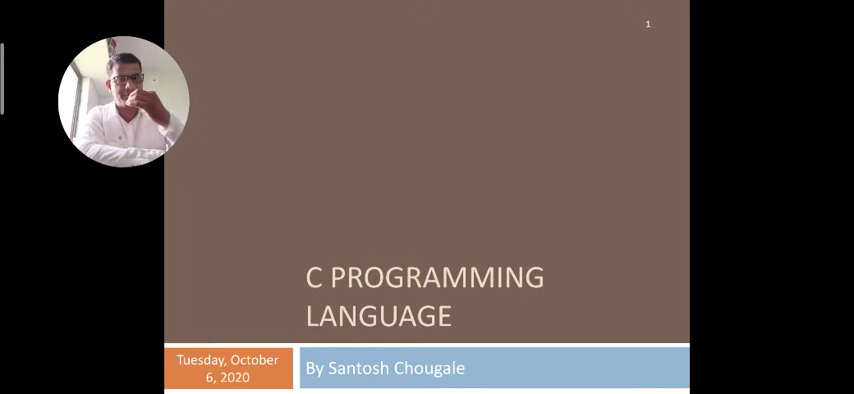 1
C PROGRAMMING
LANGUAGE
Tuesday, October
6, 2020
By Santosh Chougale